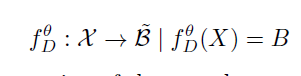 f_D^θ : 𝒳 → ℬ̃ | f_D^θ(X) = B